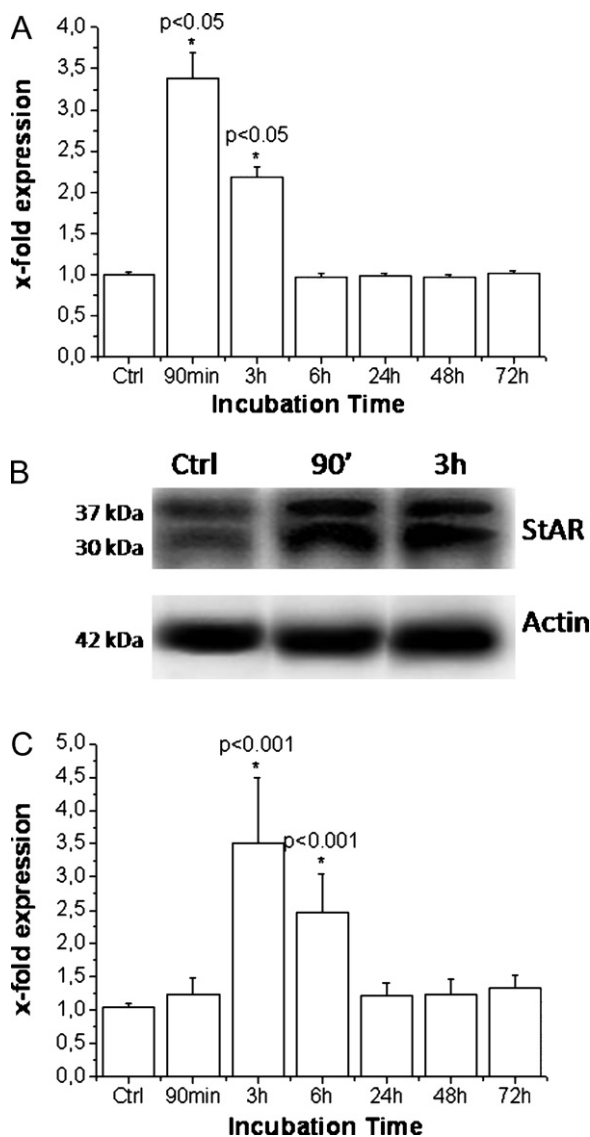 A
x-fold expression
4,0
3,5
3,0
2,5
2,0
1,5
1,0
0,5
0,0
p<0.05
*
p<0.05
*
Ctrl 90min 3h 6h 24h 48h 72h
Incubation Time
B
Ctrl 90' 3h
37 kDa
30 kDa
StAR
42 kDa
Actin
C
x-fold expression
5,0
4,5
4,0
3,5
3,0
2,5
2,0
1,5
1,0
0,5
0,0
p<0.001
*
p<0.001
*
Ctrl 90min 3h 6h 24h 48h 72h
Incubation Time